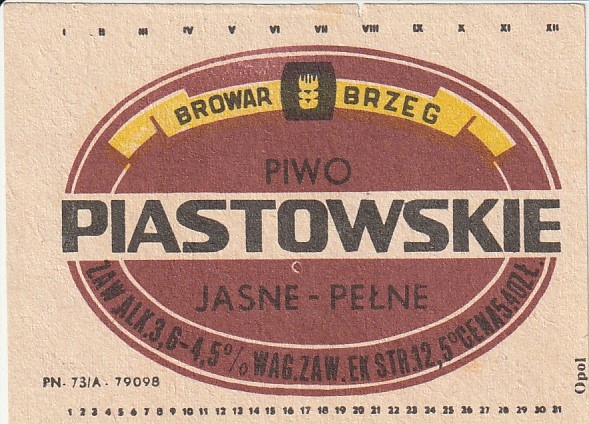 I II III IV V VI VII VIII IX X XI XII
BROWAR BRZEG
PIWO
PIASTOWSKIE
JASNE - PEŁNE
ZAW. ALK. 3,6-4,5% WAG. ZAW. EKSTR. 12,5° CENA 5,40 ZŁ.
PN - 73/A - 79098
Opol
1 2 3 4 5 6 7 8 9 10 11 12 13 14 15 16 17 18 19 20 21 22 23 24 25 26 27 28 29 30 31